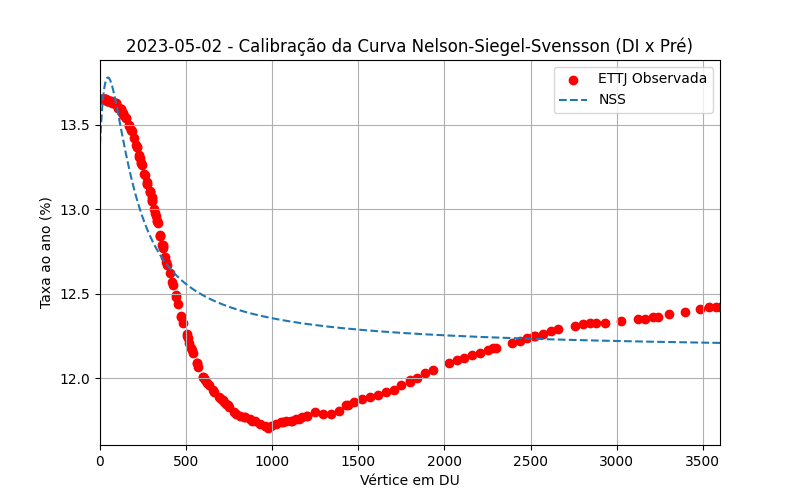 2023-05-02 - Calibração da Curva Nelson-Siegel-Svensson (DI x Pré)
ETTJ Observada
NSS
Taxa ao ano (%)
13.5
13.0
12.5
12.0
0 500 1000 1500 2000 2500 3000 3500
Vértice em DU